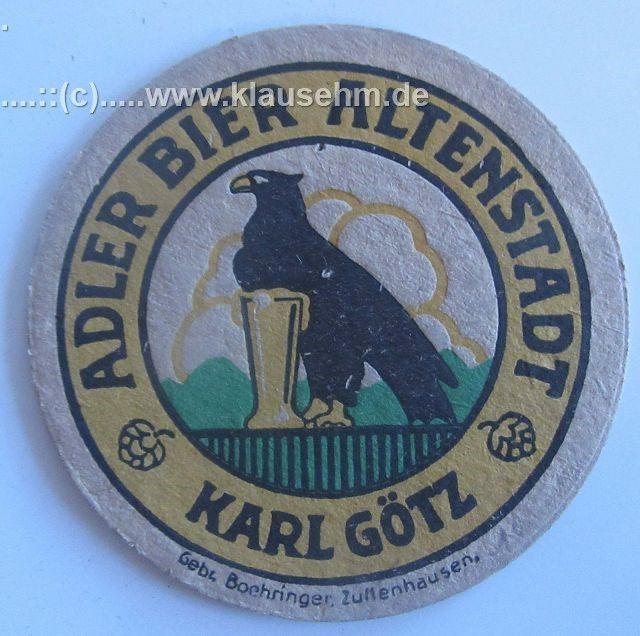 .....::(c).....www.klausehm.de
ADLER BIER ALTENSTADT
KARL GÖTZ
Gebr. Boehringer, Zuffenhausen.